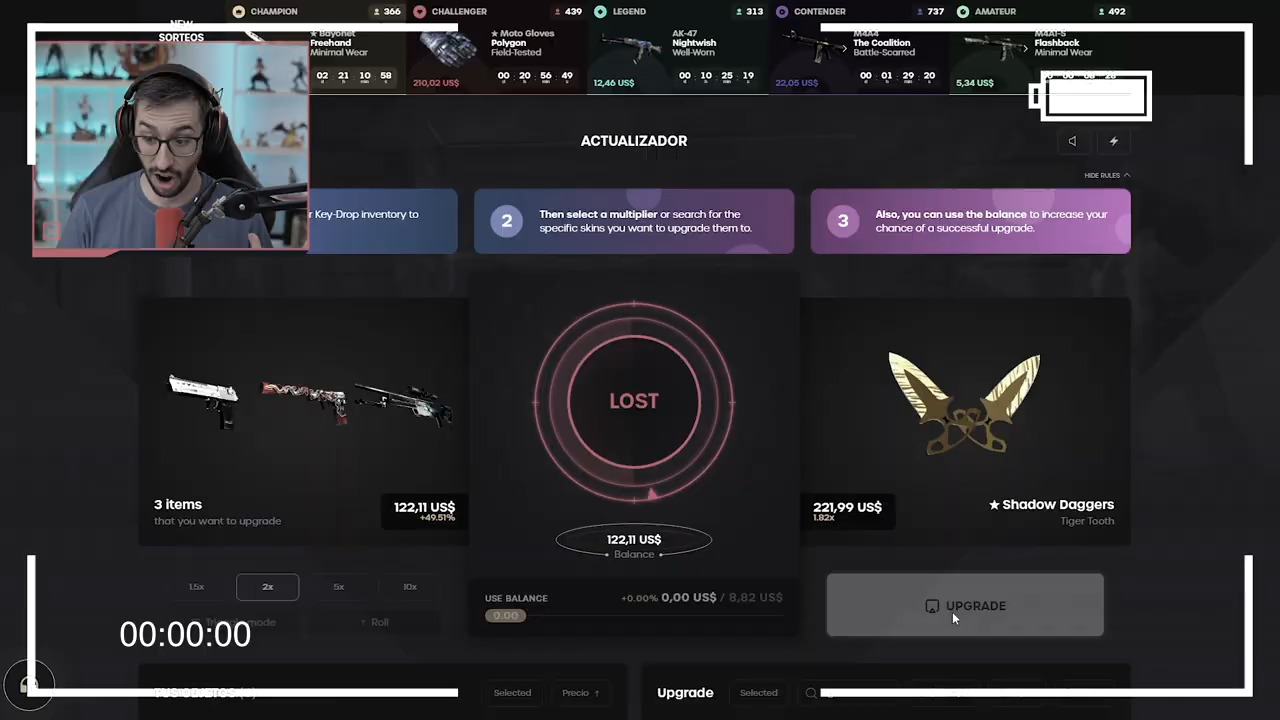 CHAMPION 366
CHALLENGER 439
LEGEND 313
CONTENDER 737
AMATEUR 492
NEW
SORTEOS
★ Bayonet
Freehand
Minimal Wear
02 21 10 58
★ Moto Gloves
Polygon
Field-Tested
210,02 US$
00 20 56 49
AK-47
Nightwish
Well-Worn
12,46 US$
00 10 25 19
M4A4
The Coalition
Battle-Scarred
22,05 US$
00 01 29 20
M4A1-S
Flashback
Minimal Wear
5,34 US$
ACTUALIZADOR
HIDE RULES
Key-Drop inventory to
2
Then select a multiplier or search for the
specific skins you want to upgrade them to.
3
Also, you can use the balance to increase your
chance of a successful upgrade.
LOST
3 items
that you want to upgrade
122,11 US$
+49.51%
221,99 US$
1.82x
★ Shadow Daggers
Tiger Tooth
122,11 US$
Balance
1.5x
2x
5x
10x
USE BALANCE
+0.00% 0,00 US$ / 8,82 US$
0.00
UPGRADE
mode
↑ Roll
00:00:00
Selected
Precio ↑
Upgrade
Selected